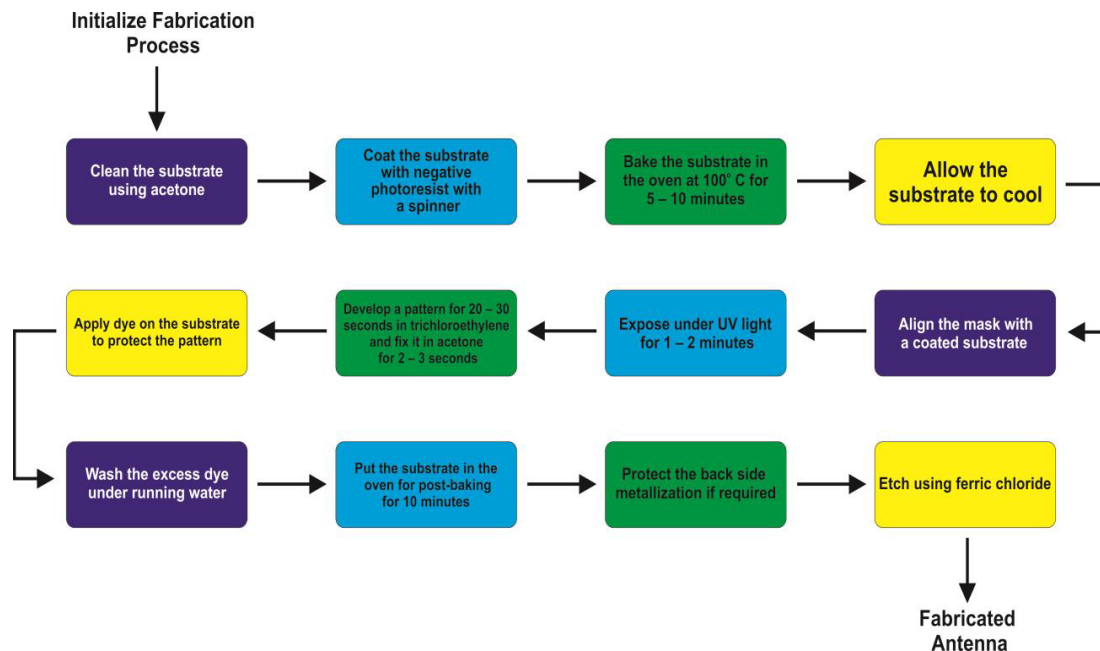 Initialize Fabrication
Process
Clean the substrate
using acetone
Coat the substrate
with negative
photoresist with
a spinner
Bake the substrate in
the oven at 100° C for
5 – 10 minutes
Allow the
substrate to cool
Align the mask with
a coated substrate
Expose under UV light
for 1 – 2 minutes
Develop a pattern for 20 – 30
seconds in trichloroethylene
and fix it in acetone
for 2 – 3 seconds
Apply dye on the substrate
to protect the pattern
Wash the excess dye
under running water
Put the substrate in the
oven for post-baking
for 10 minutes
Protect the back side
metallization if required
Etch using ferric chloride
Fabricated
Antenna